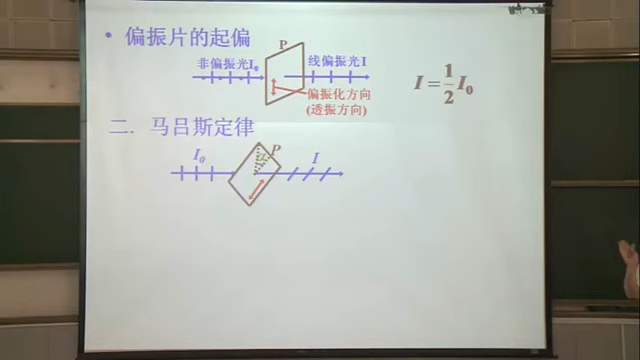 • 偏振片的起偏
P
非偏振光I₀
线偏振光I
偏振化方向
(透振方向)
I = 1/2 I₀
二. 马吕斯定律
I₀
P
I